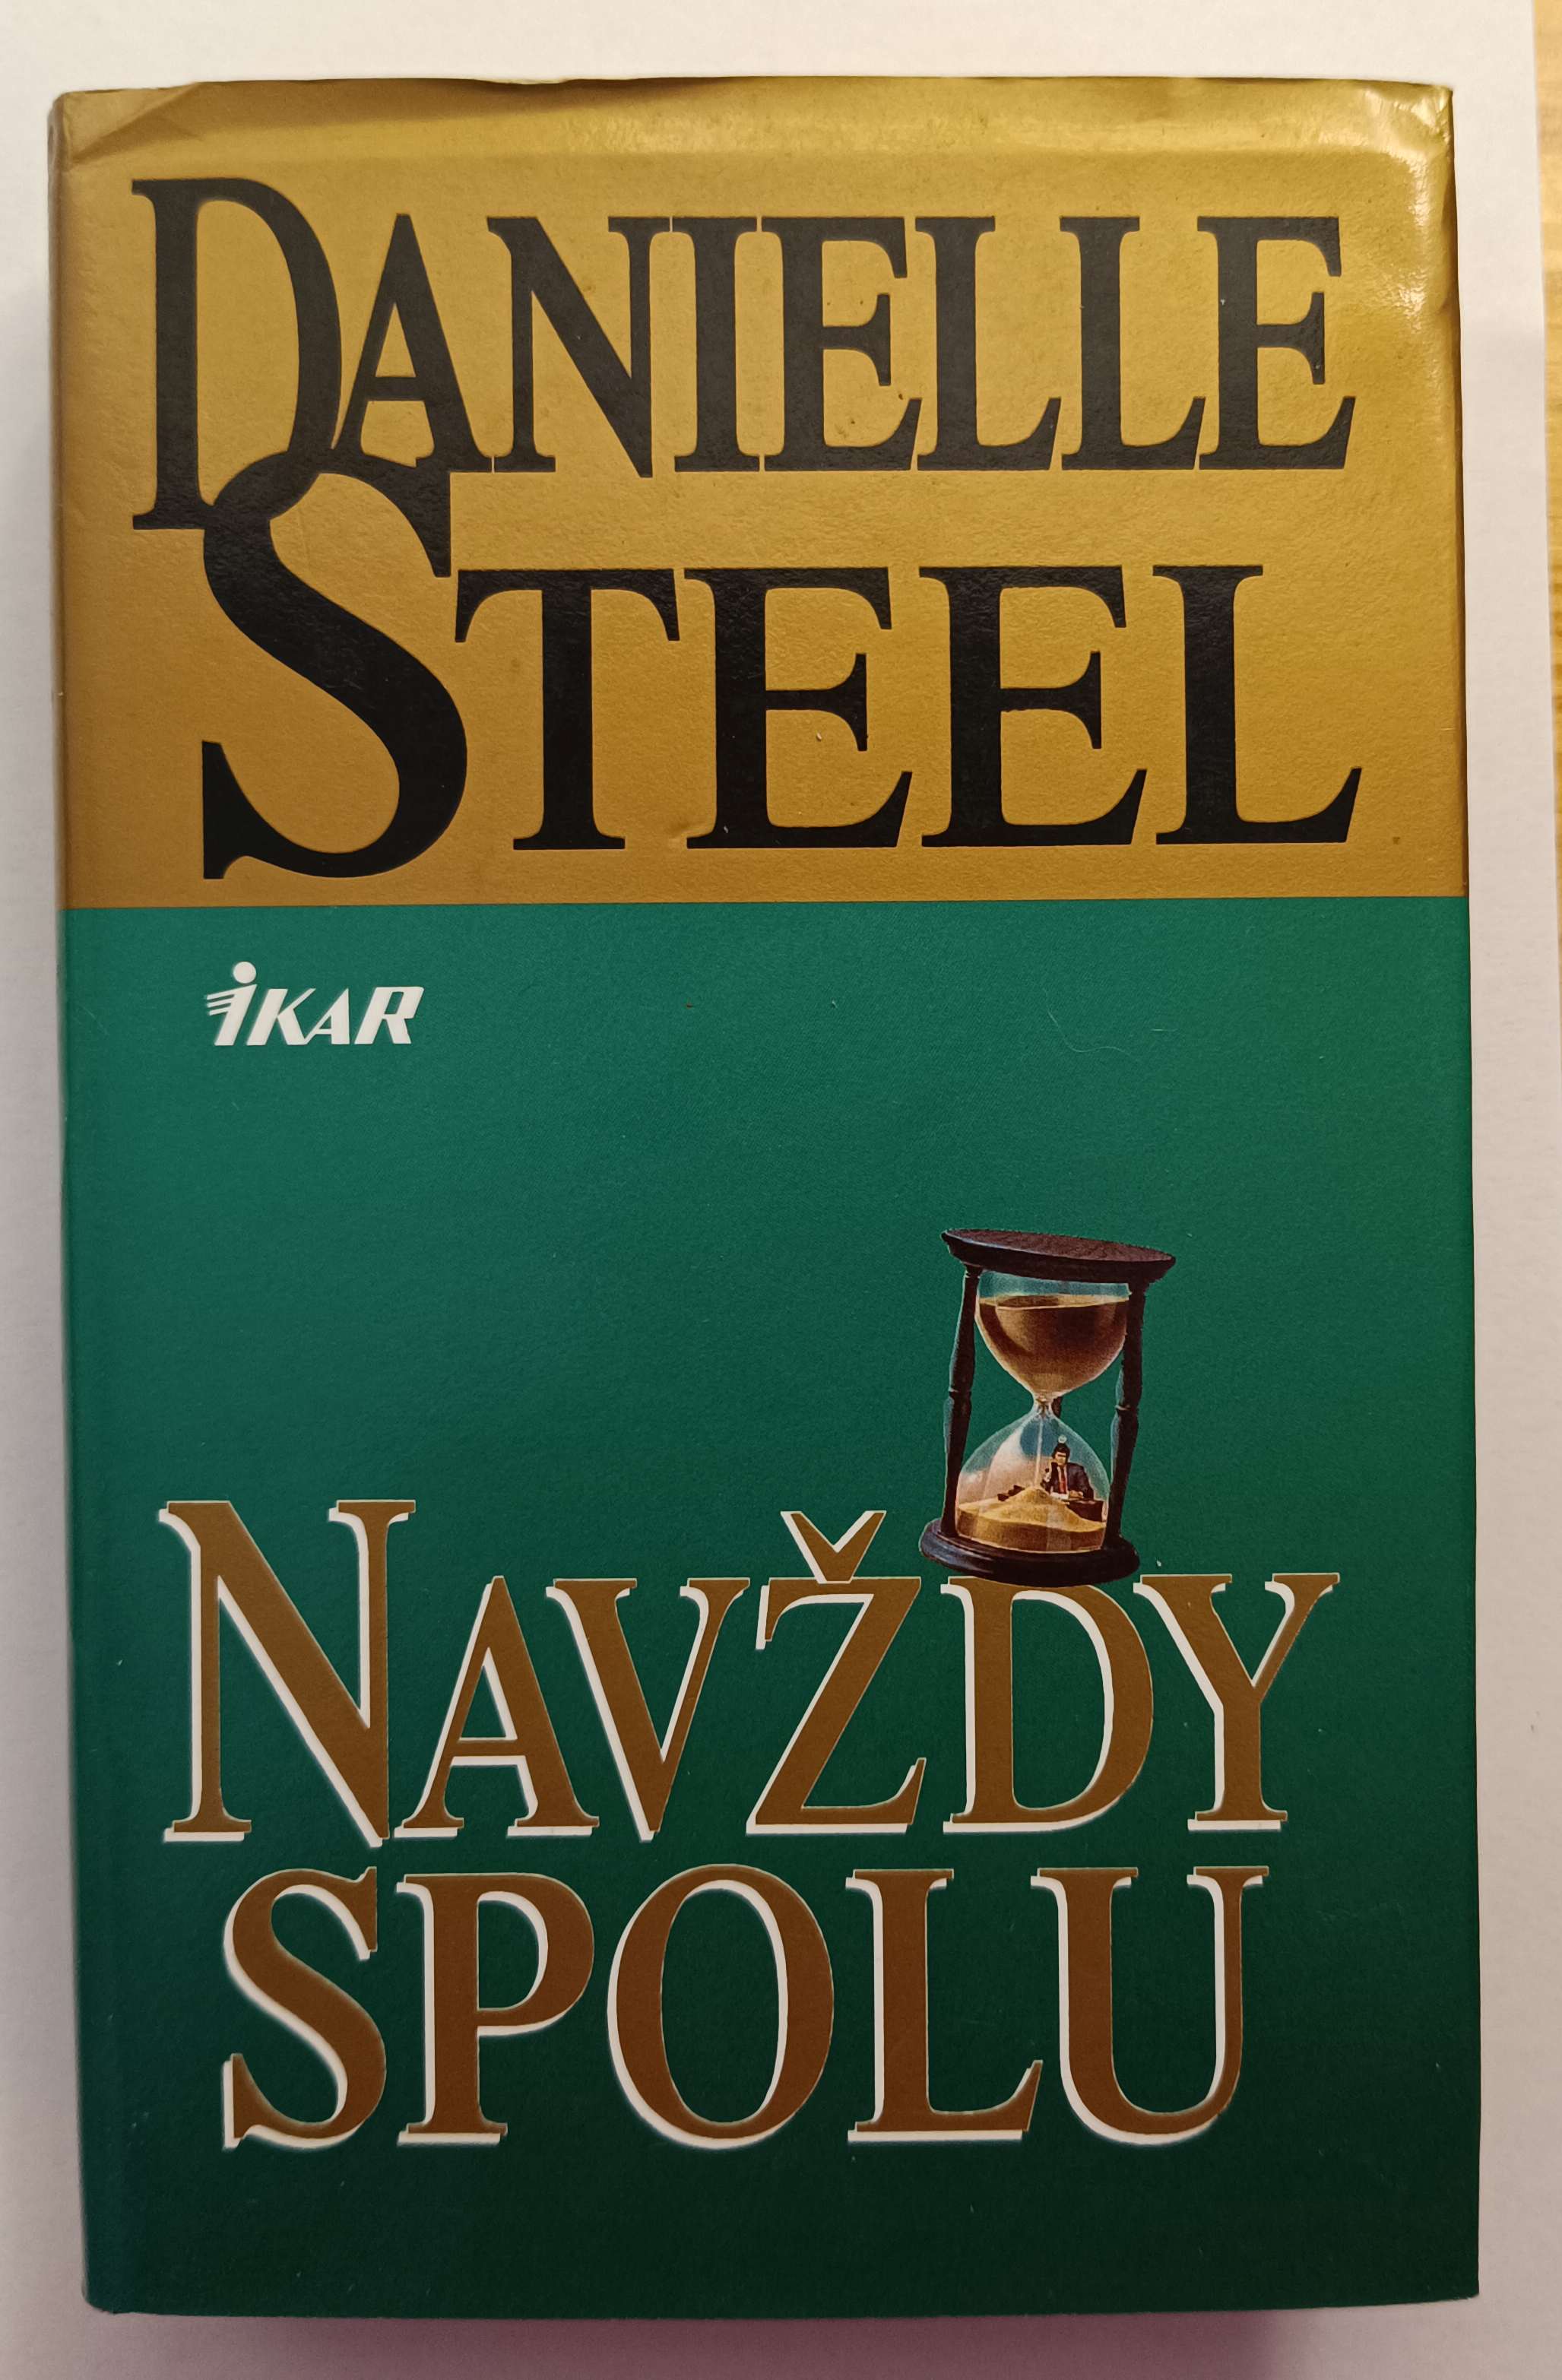 DANIELLE
STEEL
iKAR
NAVŽDY
SPOLU